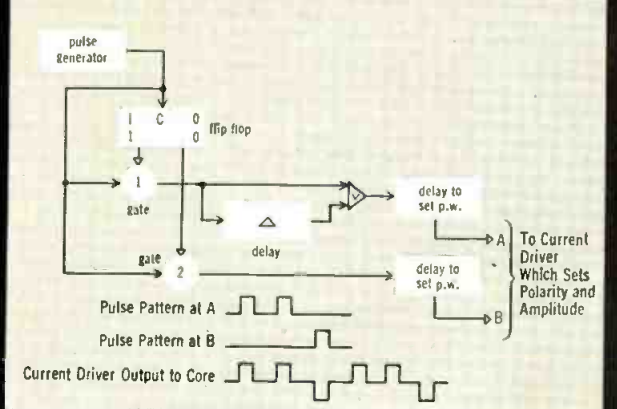 pulse
generator
1 C 0
1 0
flip flop
1
gate
Δ
delay
V
delay to
set p.w.
A
gate
2
delay to
set p.w.
B
To Current
Driver
Which Sets
Polarity and
Amplitude
Pulse Pattern at A
Pulse Pattern at B
Current Driver Output to Core